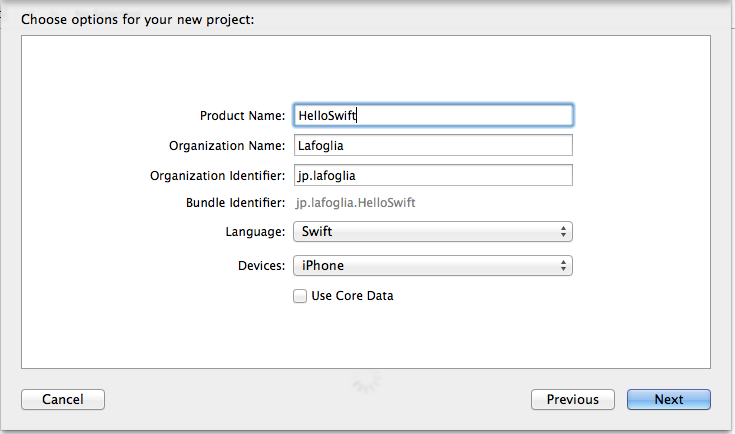 Choose options for your new project:
Product Name: HelloSwift
Organization Name: Lafoglia
Organization Identifier: jp.lafoglia
Bundle Identifier: jp.lafoglia.HelloSwift
Language: Swift
Devices: iPhone
Use Core Data
Cancel Previous Next